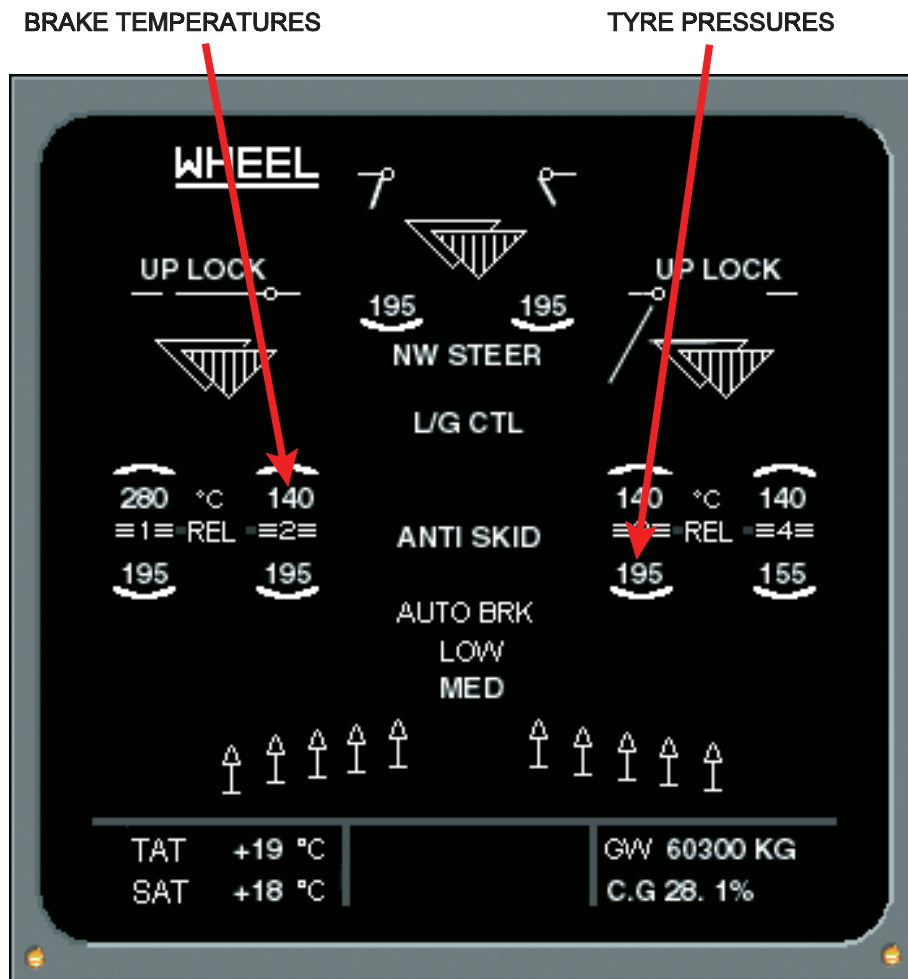 BRAKE TEMPERATURES TYRE PRESSURES
WHEEL
UP LOCK UP LOCK
195 195
NW STEER
L/G CTL
280 °C 140 140 °C 140
1 REL 2 REL 4
ANTI SKID
195 195 195 155
AUTO BRK
LOW
MED
TAT +19 °C GW 60300 KG
SAT +18 °C C.G 28. 1%